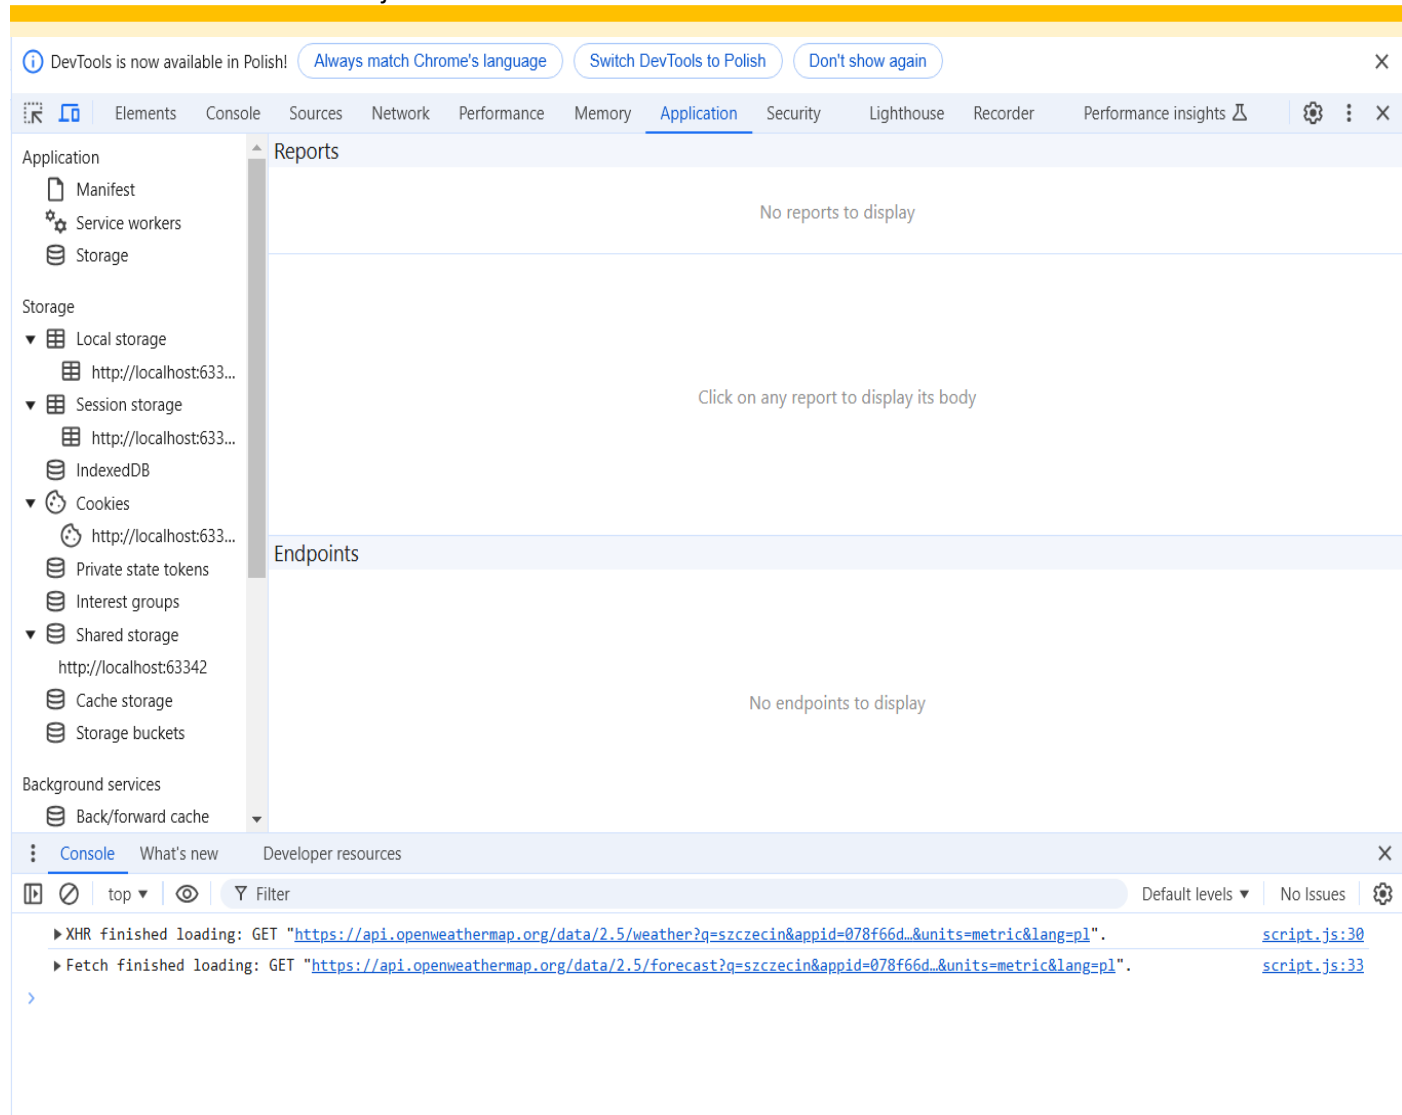 DevTools is now available in Polish! Always match Chrome's language Switch DevTools to Polish Don't show again
Elements Console Sources Network Performance Memory Application Security Lighthouse Recorder Performance insights
Application
Manifest
Service workers
Storage
Storage
Local storage
http://localhost:633...
Session storage
http://localhost:633...
IndexedDB
Cookies
http://localhost:633...
Private state tokens
Interest groups
Shared storage
http://localhost:63342
Cache storage
Storage buckets
Background services
Back/forward cache
Reports
No reports to display
Click on any report to display its body
Endpoints
No endpoints to display
Console What's new Developer resources
top Filter Default levels No Issues
XHR finished loading: GET "https://api.openweathermap.org/data/2.5/weather?q=szczecin&appid=078f66d…&units=metric&lang=pl". script.js:30
Fetch finished loading: GET "https://api.openweathermap.org/data/2.5/forecast?q=szczecin&appid=078f66d…&units=metric&lang=pl". script.js:33